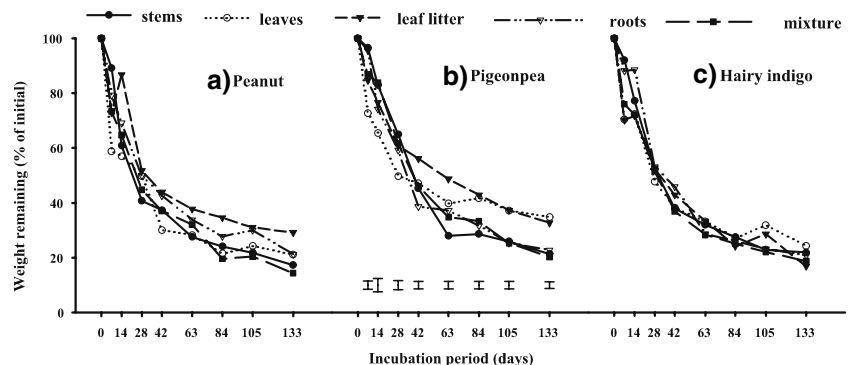 stems leaves leaf litter roots mixture
Weight remaining (% of initial)
100
80
60
40
20
0
a) Peanut
b) Pigeonpea
c) Hairy indigo
0 14 28 42 63 84 105 133
0 14 28 42 63 84 105 133
0 14 28 42 63 84 105 133
Incubation period (days)